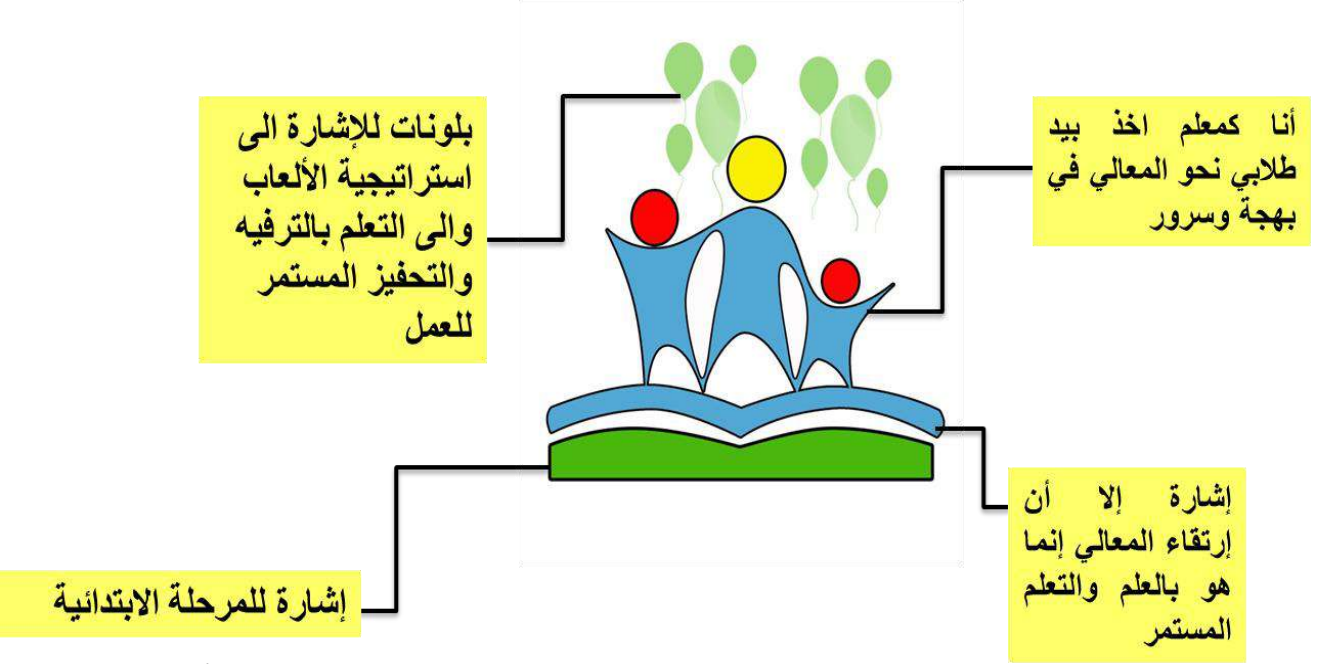 أنا كمعلم اخذ بيد
طلابي نحو المعالي في
بهجة وسرور
بلونات للإشارة الى
استراتيجية الألعاب
والى التعلم بالترفيه
والتحفيز المستمر
للعمل
إشارة إلا أن
إرتقاء المعالي إنما
هو بالعلم والتعلم
المستمر
إشارة للمرحلة الابتدائية